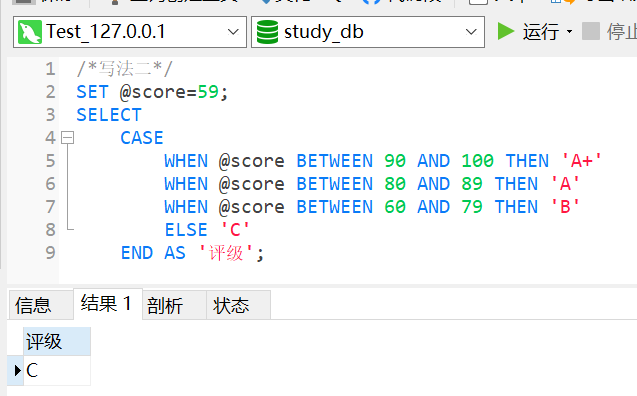 Test_127.0.0.1 study_db 运行 停止
1 /*写法二*/
2 SET @score=59;
3 SELECT
4 CASE
5 WHEN @score BETWEEN 90 AND 100 THEN 'A+'
6 WHEN @score BETWEEN 80 AND 89 THEN 'A'
7 WHEN @score BETWEEN 60 AND 79 THEN 'B'
8 ELSE 'C'
9 END AS '评级';
信息 结果 1 剖析 状态
评级
C